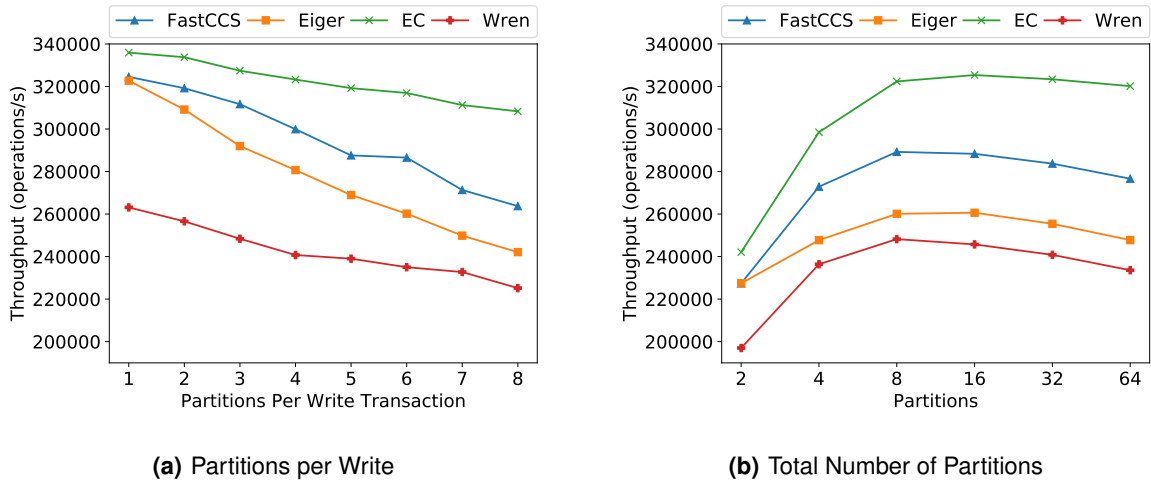 FastCCS Eiger EC Wren
340000
320000
300000
280000
260000
240000
220000
200000
Throughput (operations/s)
1 2 3 4 5 6 7 8
Partitions Per Write Transaction
(a) Partitions per Write
FastCCS Eiger EC Wren
340000
320000
300000
280000
260000
240000
220000
200000
Throughput (operations/s)
2 4 8 16 32 64
Partitions
(b) Total Number of Partitions